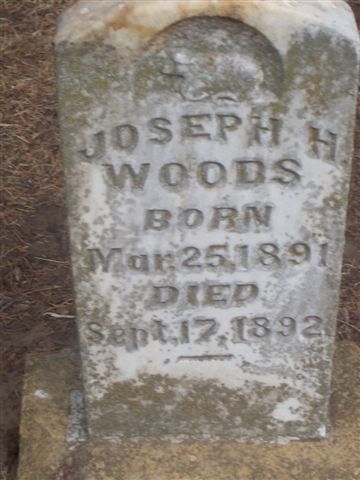 JOSEPH H
WOODS
BORN
Mar. 25, 1891
DIED
Sept. 17, 1892